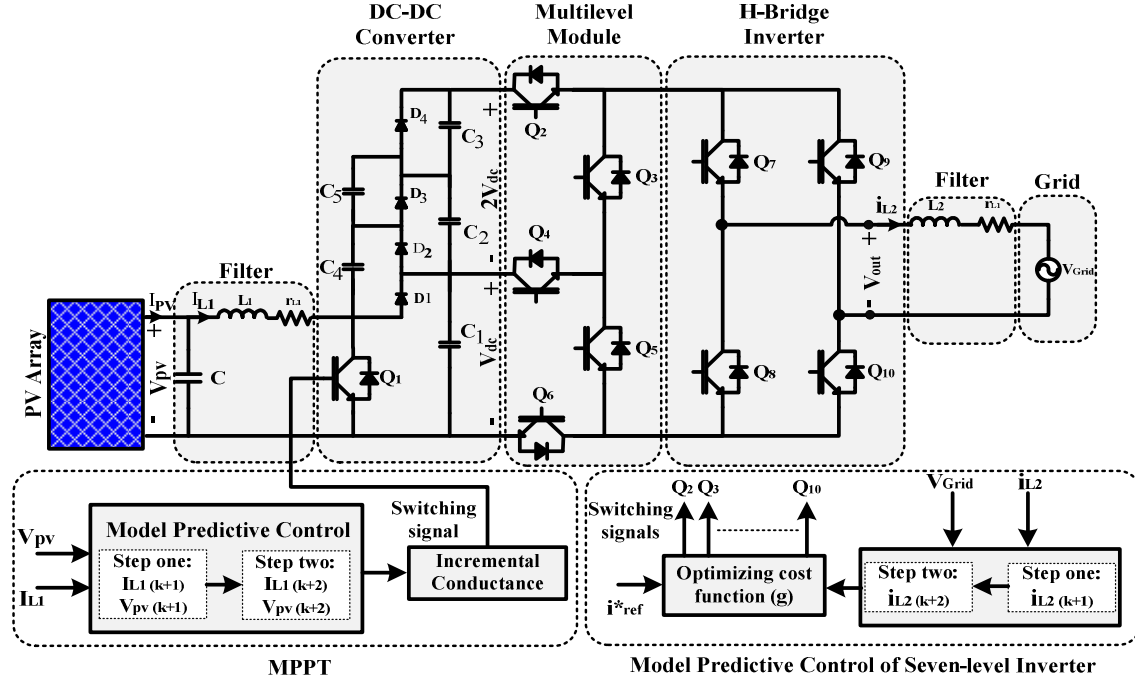 DC-DC
Converter
Multilevel
Module
H-Bridge
Inverter
D4
C3
+
Q2
Q7
Q9
C5
D3
2Vdc
Q3
Filter
Grid
iL2
L2
rL1
C4
D2
C2
Q4
-
+
Vout
-
VGrid
Filter
IPV
IL1
L1
rL1
D1
+
C1
Vdc
Q5
PV Array
+
Vpv
-
C
Q1
-
Q6
Q8
Q10
Vpv
IL1
Model Predictive Control
Step one:
IL1 (k+1)
Vpv (k+1)
Step two:
IL1 (k+2)
Vpv (k+2)
Switching
signal
Incremental
Conductance
MPPT
Q2 Q3 Q10
Switching
signals
VGrid
iL2
i*ref
Optimizing cost
function (g)
Step two:
iL2 (k+2)
Step one:
iL2 (k+1)
Model Predictive Control of Seven-level Inverter